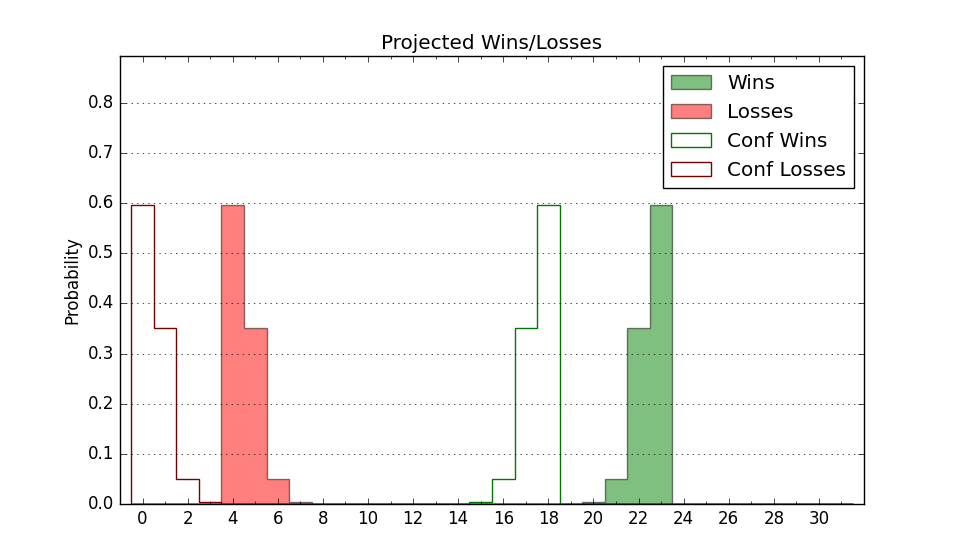 Projected Wins/Losses
Wins
Losses
Conf Wins
Conf Losses
Probability
0.8
0.7
0.6
0.5
0.4
0.3
0.2
0.1
0.0
0 2 4 6 8 10 12 14 16 18 20 22 24 26 28 30